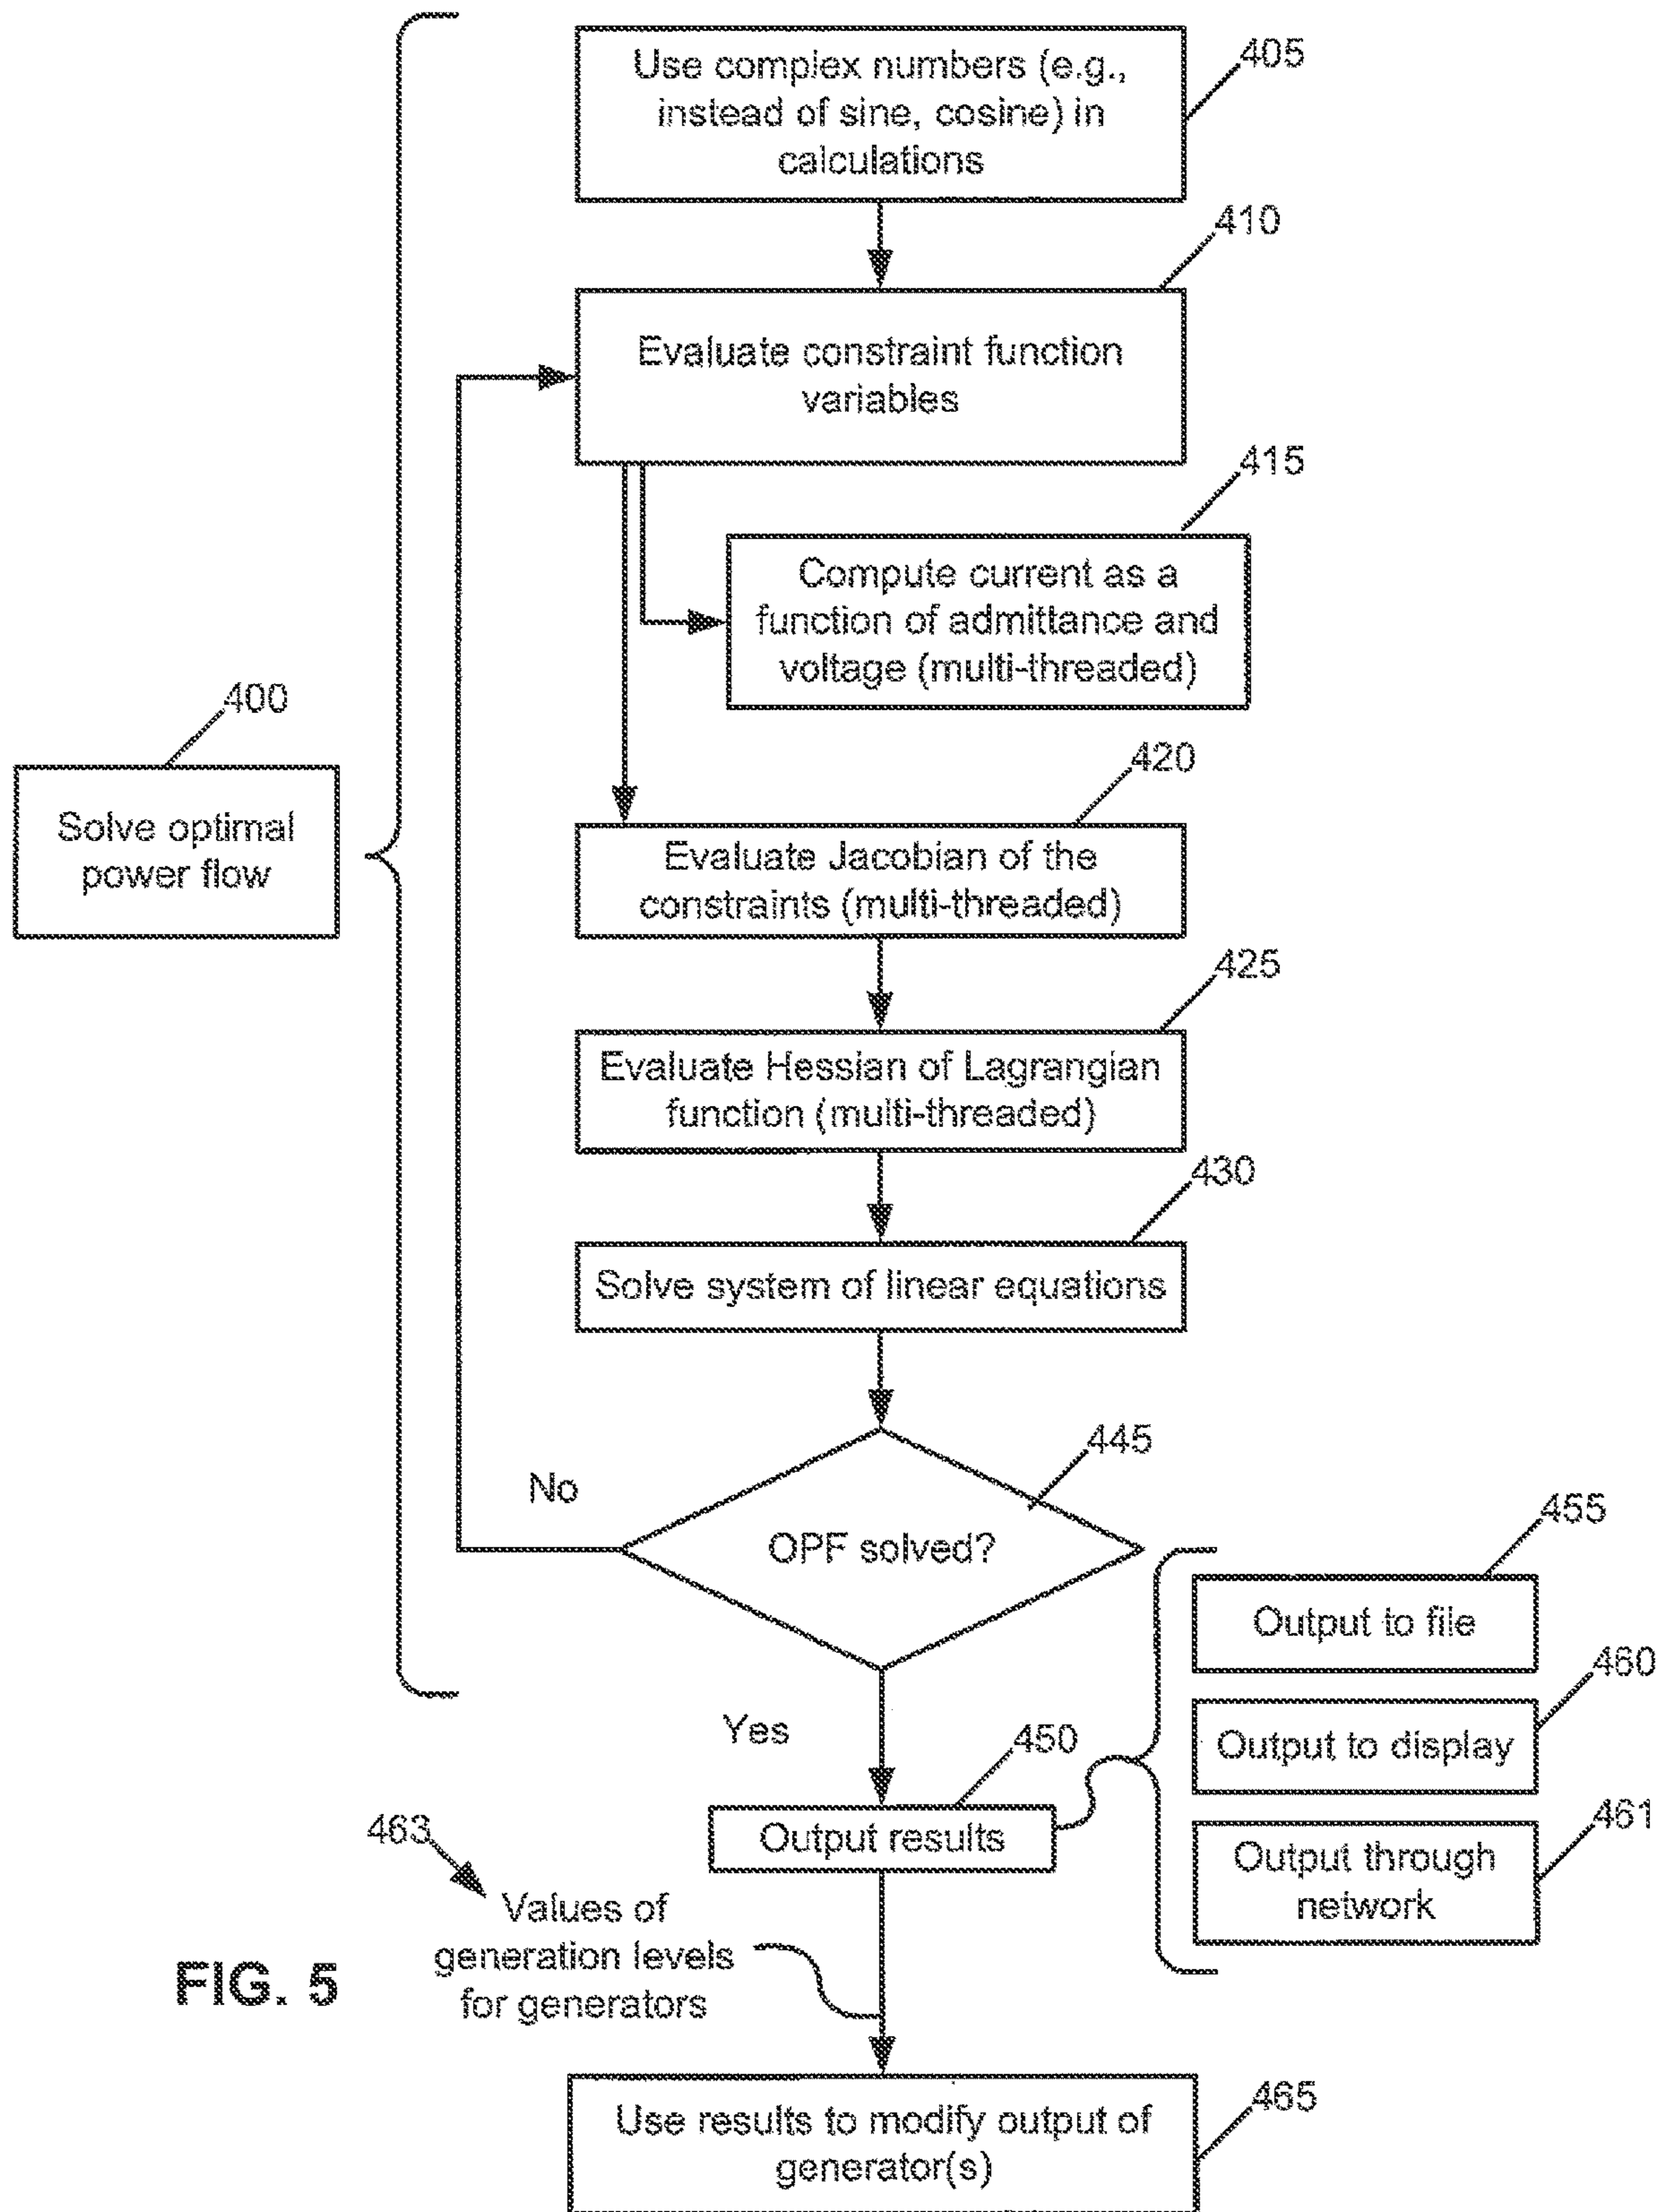 Use complex numbers (e.g.,
instead of sine, cosine) in
calculations
405
410
Evaluate constraint function
variables
415
Compute current as a
function of admittance and
voltage (multi-threaded)
400
Solve optimal
power flow
420
Evaluate Jacobian of the
constraints (multi-threaded)
425
Evaluate Hessian of Lagrangian
function (multi-threaded)
430
Solve system of linear equations
445
No
OPF solved?
455
Output to file
460
Output to display
Yes
450
Output results
461
Output through
network
463
Values of
generation levels
for generators
FIG. 5
465
Use results to modify output of
generator(s)